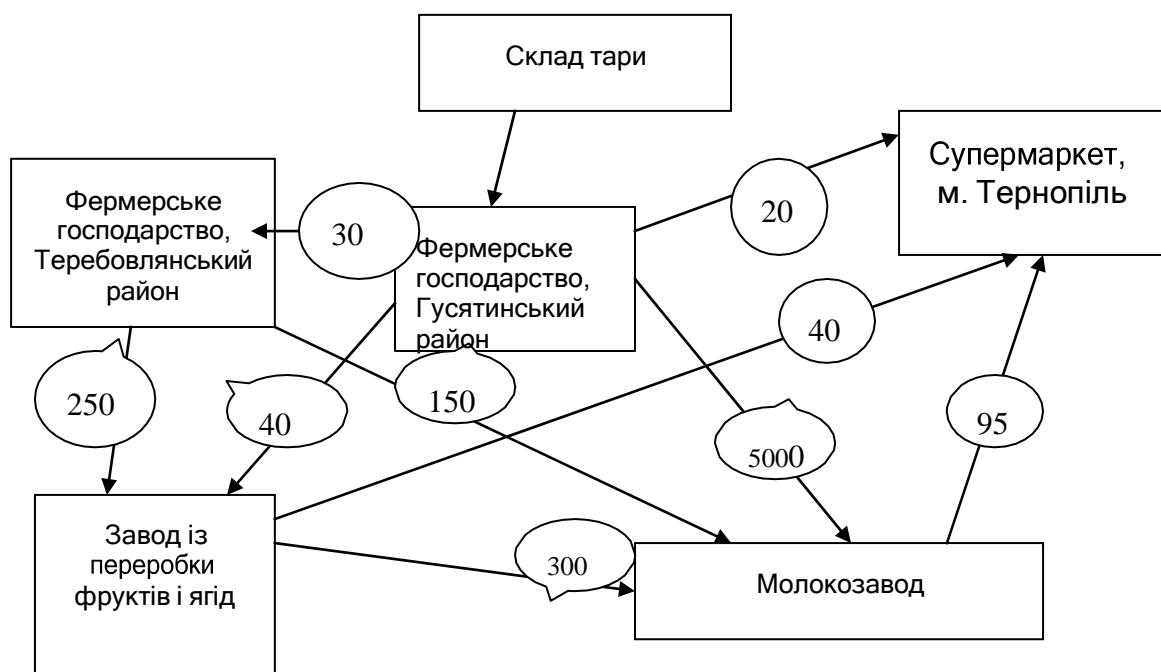 Склад тари
Супермаркет,
м. Тернопіль
Фермерське
господарство,
Теребовлянський
район
30
Фермерське
господарство,
Гусятинський
район
20
40
250
40
150
5000
95
Завод із
переробки
фруктів і ягід
300
Молокозавод